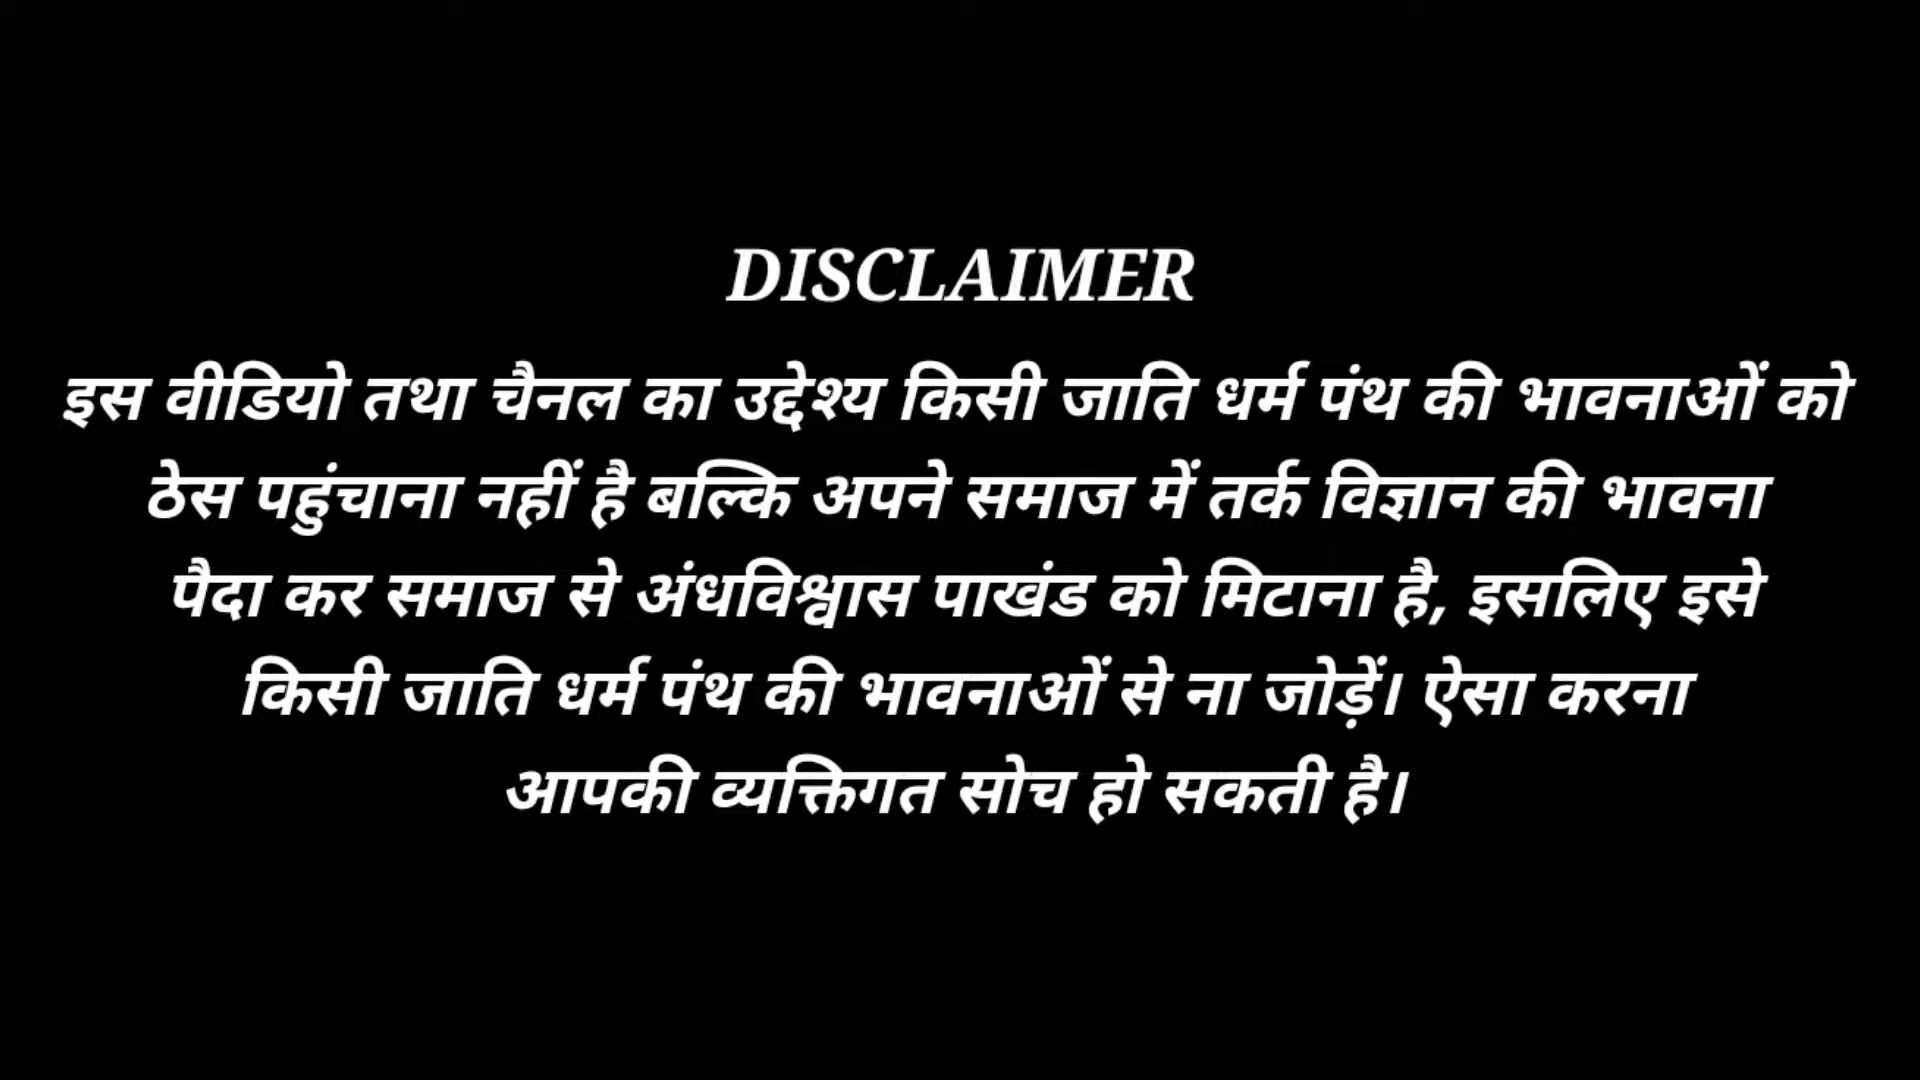 DISCLAIMER
इस वीडियो तथा चैनल का उद्देश्य किसी जाति धर्म पंथ की भावनाओं को
ठेस पहुंचाना नहीं है बल्कि अपने समाज में तर्क विज्ञान की भावना
पैदा कर समाज से अंधविश्वास पाखंड को मिटाना है, इसलिए इसे
किसी जाति धर्म पंथ की भावनाओं से ना जोड़ें। ऐसा करना
आपकी व्यक्तिगत सोच हो सकती है।